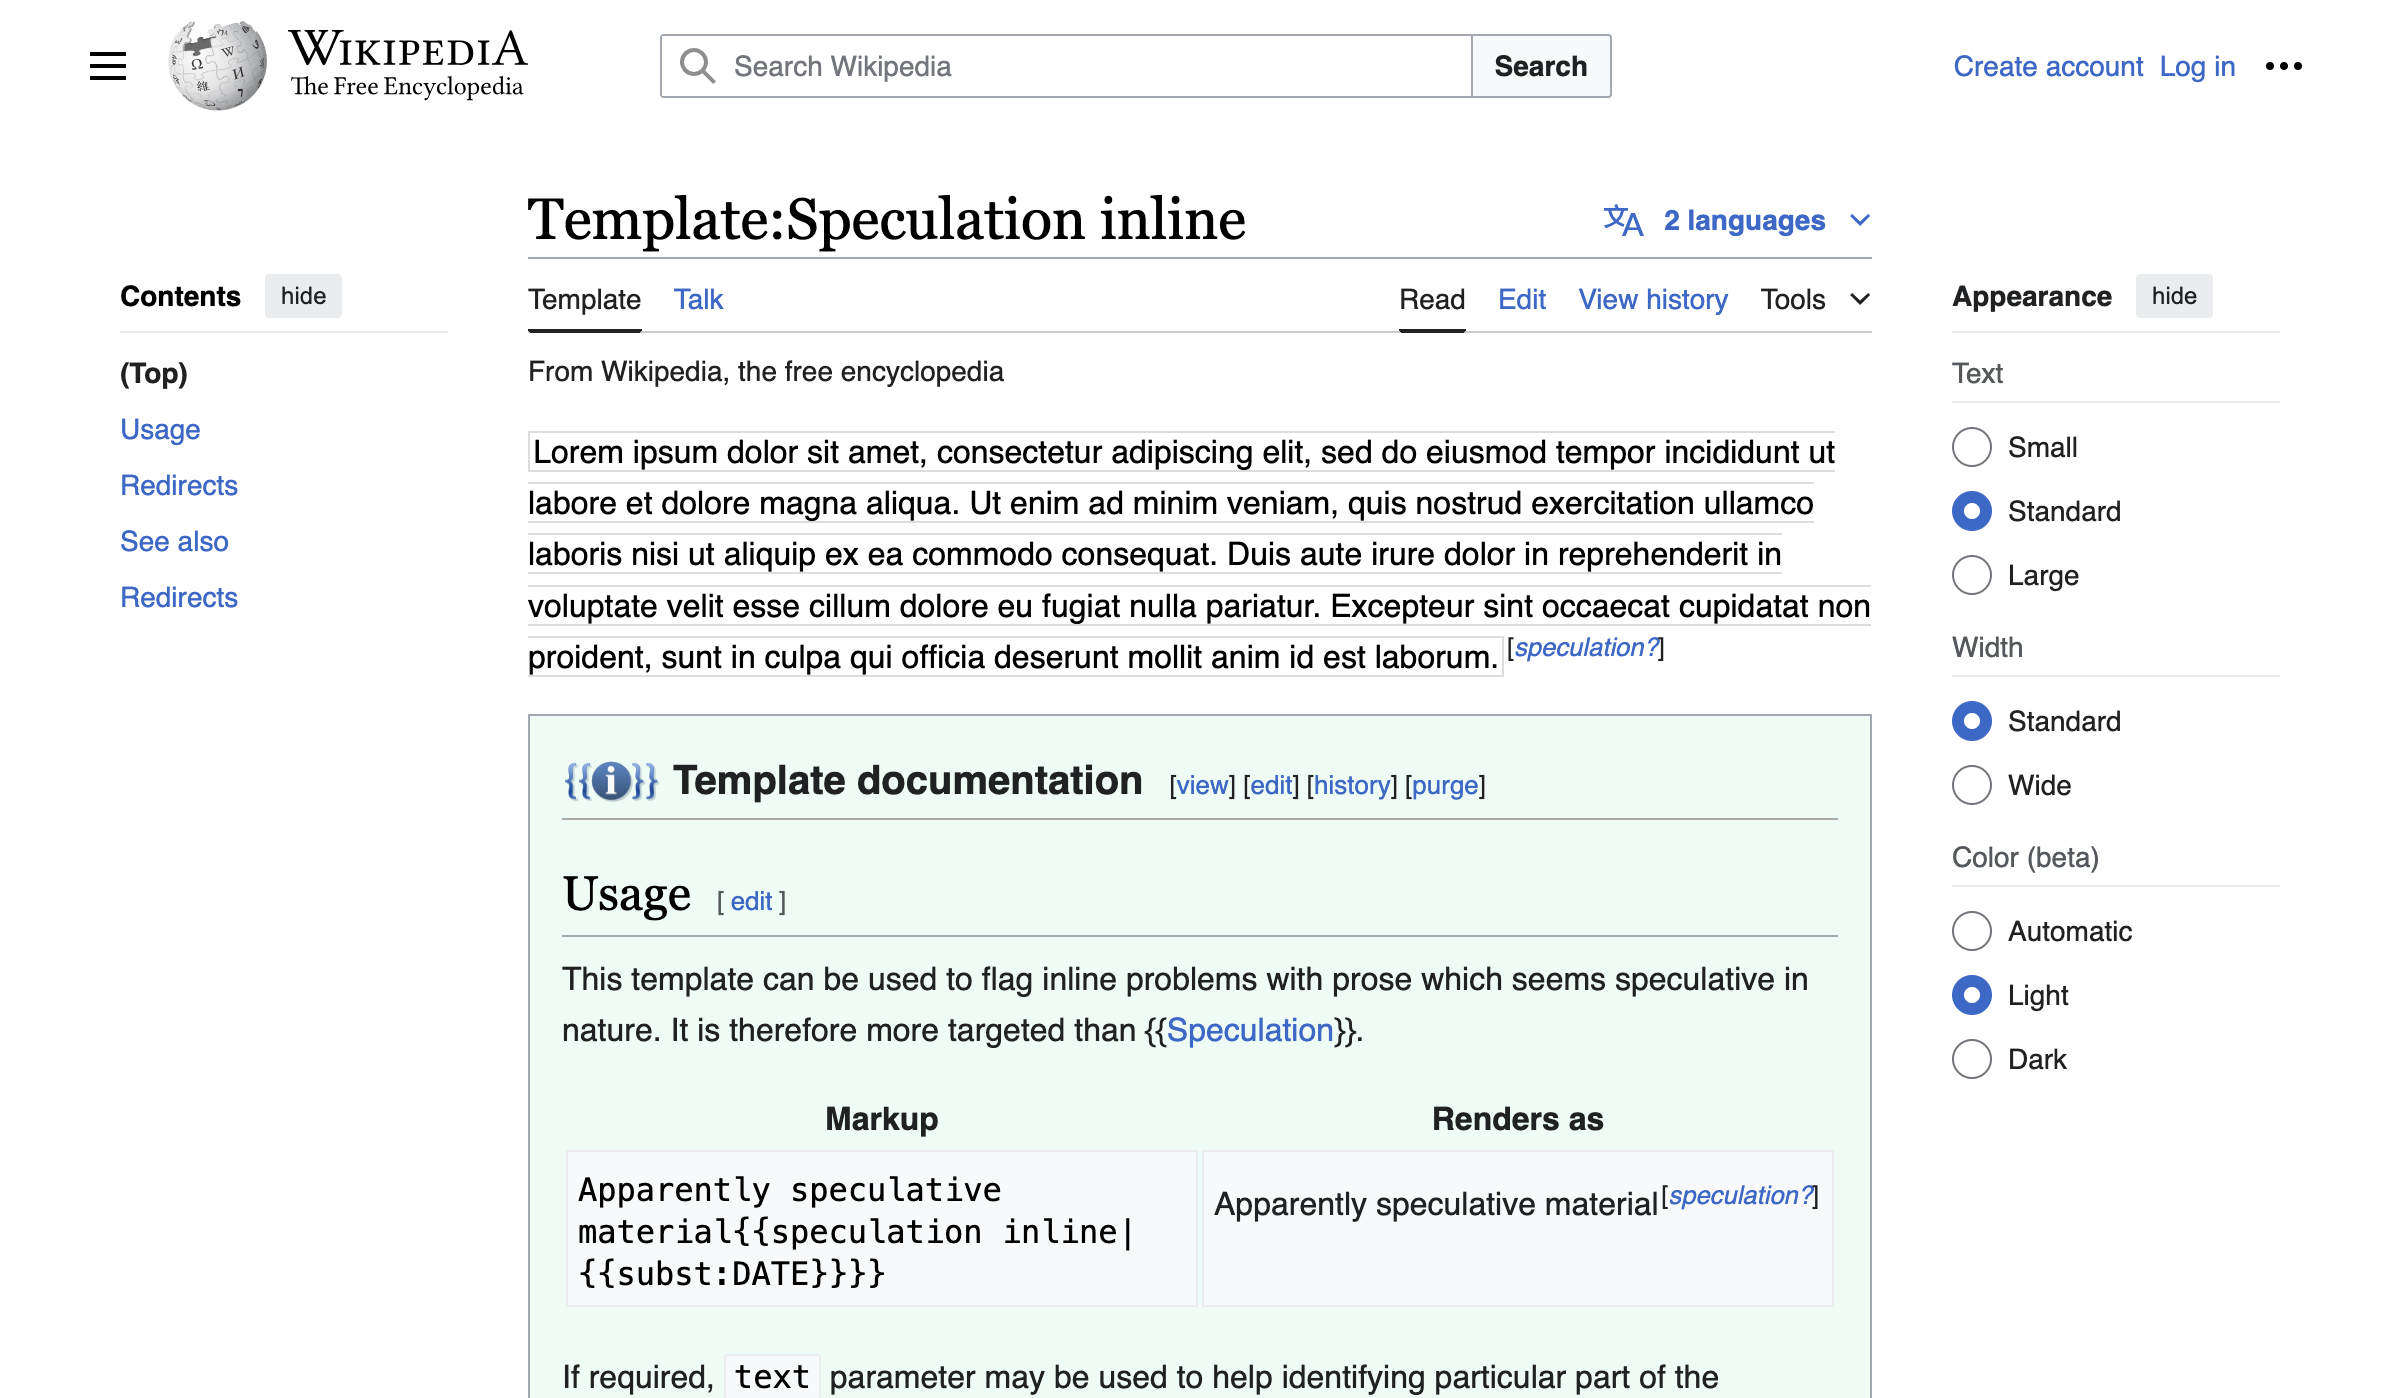 WIKIPEDIA
The Free Encyclopedia
Search Wikipedia
Search
Create account Log in
Template:Speculation inline
2 languages
Contents hide
(Top)
Usage
Redirects
See also
Redirects
Template Talk
Read Edit View history Tools
From Wikipedia, the free encyclopedia
Lorem ipsum dolor sit amet, consectetur adipiscing elit, sed do eiusmod tempor incididunt ut
labore et dolore magna aliqua. Ut enim ad minim veniam, quis nostrud exercitation ullamco
laboris nisi ut aliquip ex ea commodo consequat. Duis aute irure dolor in reprehenderit in
voluptate velit esse cillum dolore eu fugiat nulla pariatur. Excepteur sint occaecat cupidatat non
proident, sunt in culpa qui officia deserunt mollit anim id est laborum. [speculation?]
{{i}} Template documentation [view] [edit] [history] [purge]
Usage [ edit ]
This template can be used to flag inline problems with prose which seems speculative in
nature. It is therefore more targeted than {{Speculation}}.
Markup
Renders as
Apparently speculative
material{{speculation inline|
{{subst:DATE}}}}
Apparently speculative material[speculation?]
If required, text parameter may be used to help identifying particular part of the
Appearance hide
Text
Small
Standard
Large
Width
Standard
Wide
Color (beta)
Automatic
Light
Dark